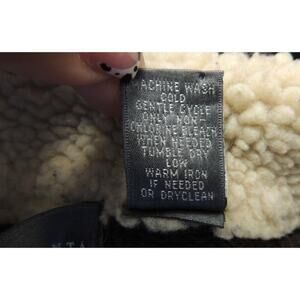 MACHINE WASH
COLD
GENTLE CYCLE
ONLY NON-
CHLORINE BLEACH
WHEN NEEDED
TUMBLE DRY
LOW
WARM IRON
IF NEEDED
OR DRYCLEAN